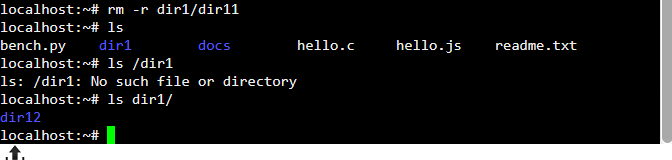 localhost:~# rm -r dir1/dir11
localhost:~# ls
bench.py    dir1        docs        hello.c     hello.js    readme.txt
localhost:~# ls /dir1
ls: /dir1: No such file or directory
localhost:~# ls dir1/
dir12
localhost:~#